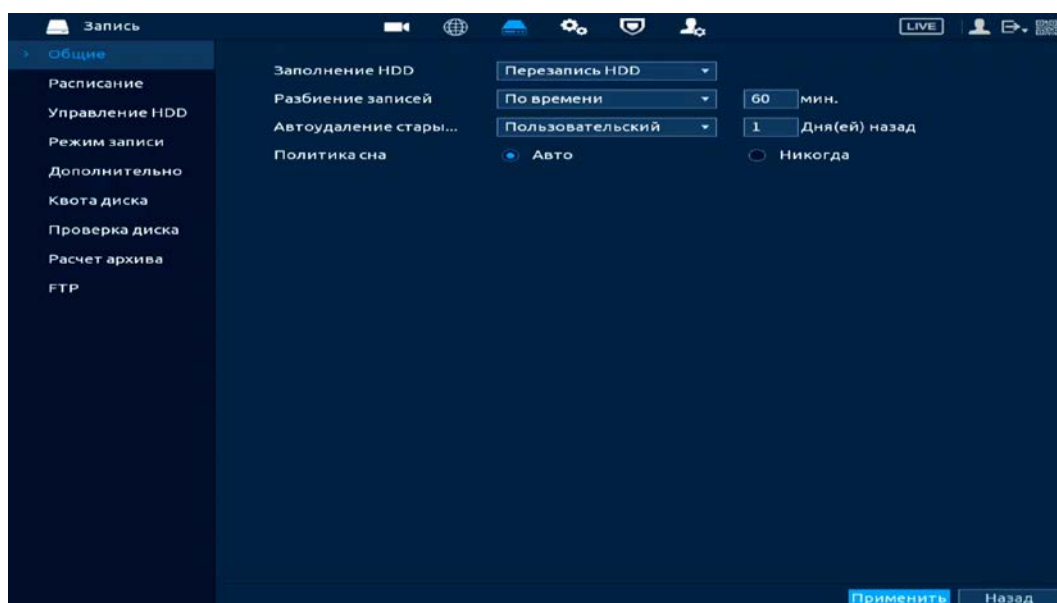 Запись LIVE
Общие
Расписание
Управление HDD
Режим записи
Дополнительно
Квота диска
Проверка диска
Расчет архива
FTP
Заполнение HDD Перезапись HDD
Разбиение записей По времени 60 мин.
Автоудаление стары... Пользовательский 1 Дня(ей) назад
Политика сна Авто Никогда
Применить Назад